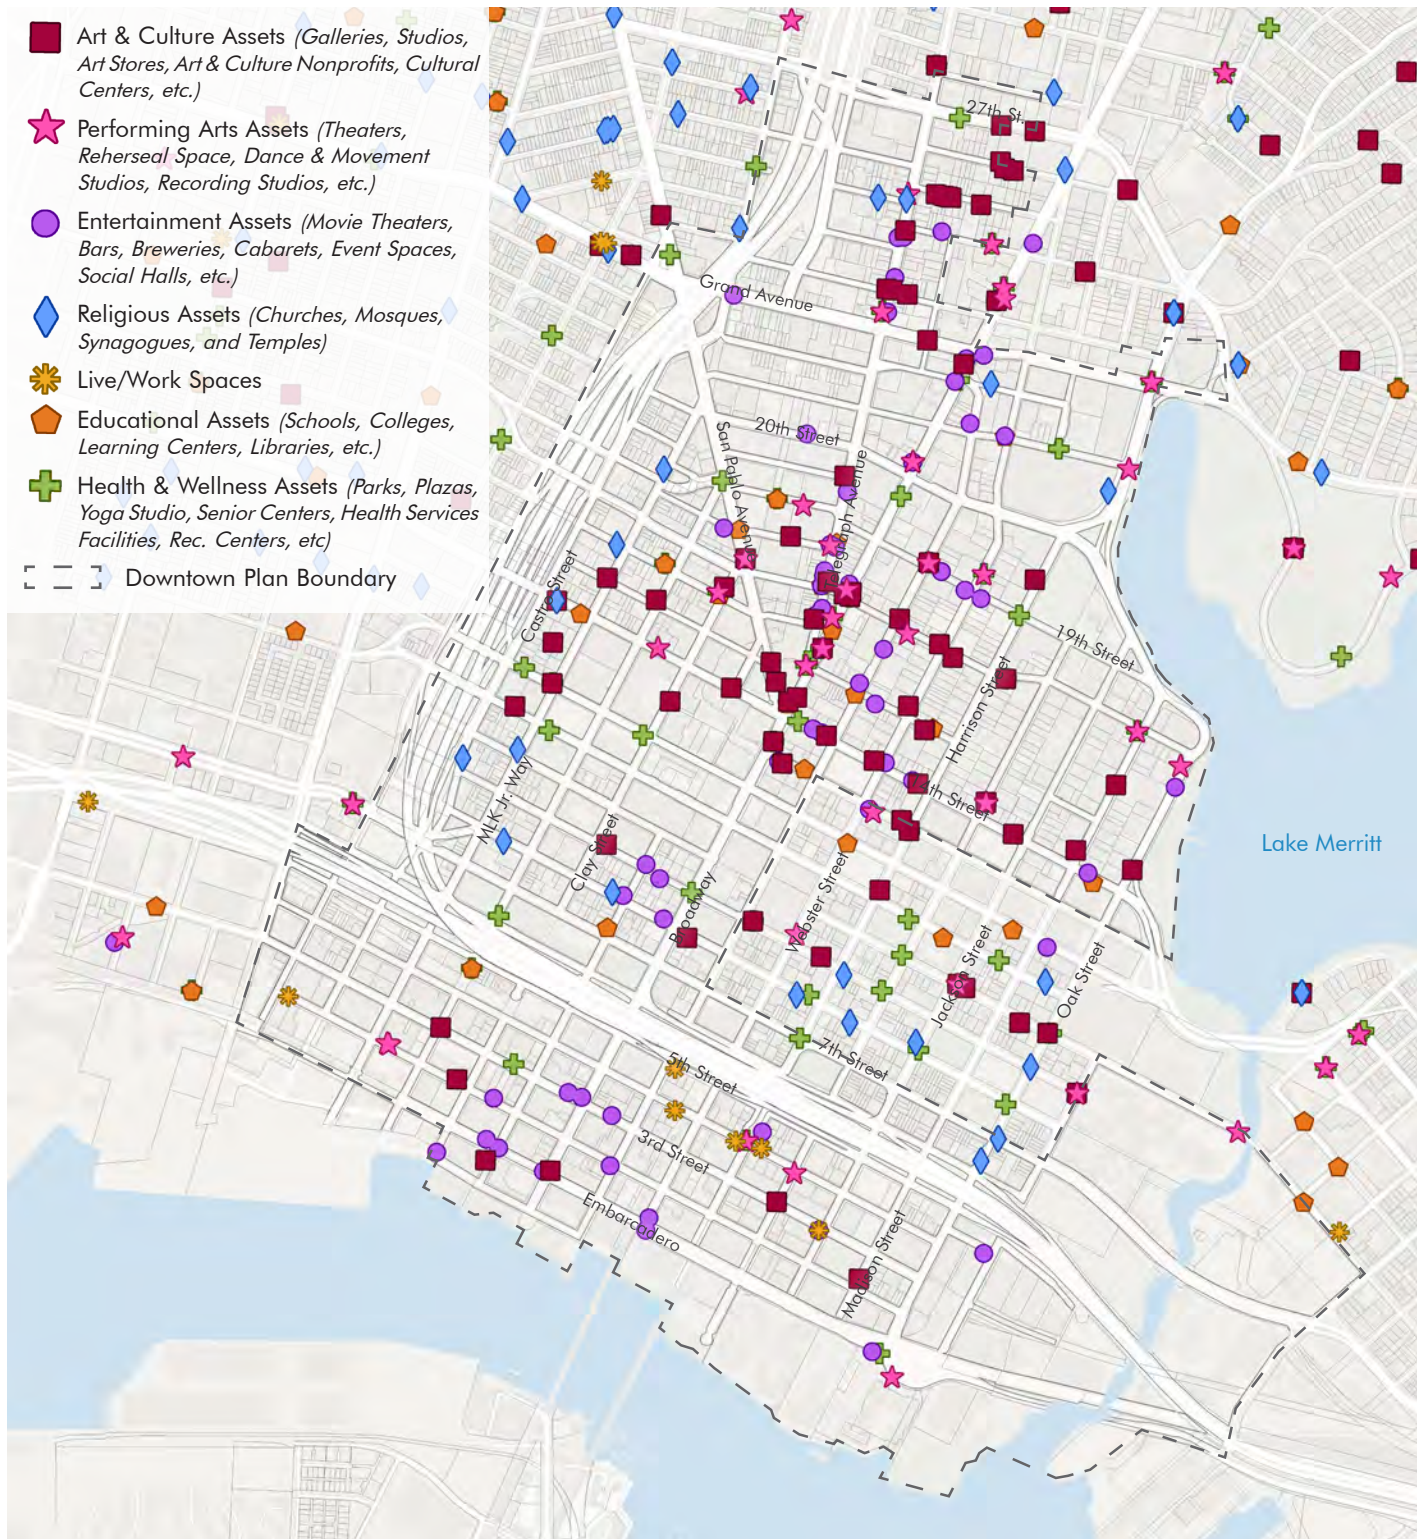 Art & Culture Assets (Galleries, Studios,
Art Stores, Art & Culture Nonprofits, Cultural
Centers, etc.)
Performing Arts Assets (Theaters,
Reherseal Space, Dance & Movement
Studios, Recording Studios, etc.)
Entertainment Assets (Movie Theaters,
Bars, Breweries, Cabarets, Event Spaces,
Social Halls, etc.)
Religious Assets (Churches, Mosques,
Synagogues, and Temples)
Live/Work Spaces
Educational Assets (Schools, Colleges,
Learning Centers, Libraries, etc.)
Health & Wellness Assets (Parks, Plazas,
Yoga Studio, Senior Centers, Health Services
Facilities, Rec. Centers, etc)
Downtown Plan Boundary
27th St.
Grand Avenue
20th Street
San Pablo Avenue
Telegraph Avenue
Castro Street
19th Street
Harrison Street
14th Street
MLK Jr. Way
Clay Street
Broadway
Webster Street
Lake Merritt
Jackson Street
Oak Street
7th Street
5th Street
3rd Street
Embarcadero
Madison Street